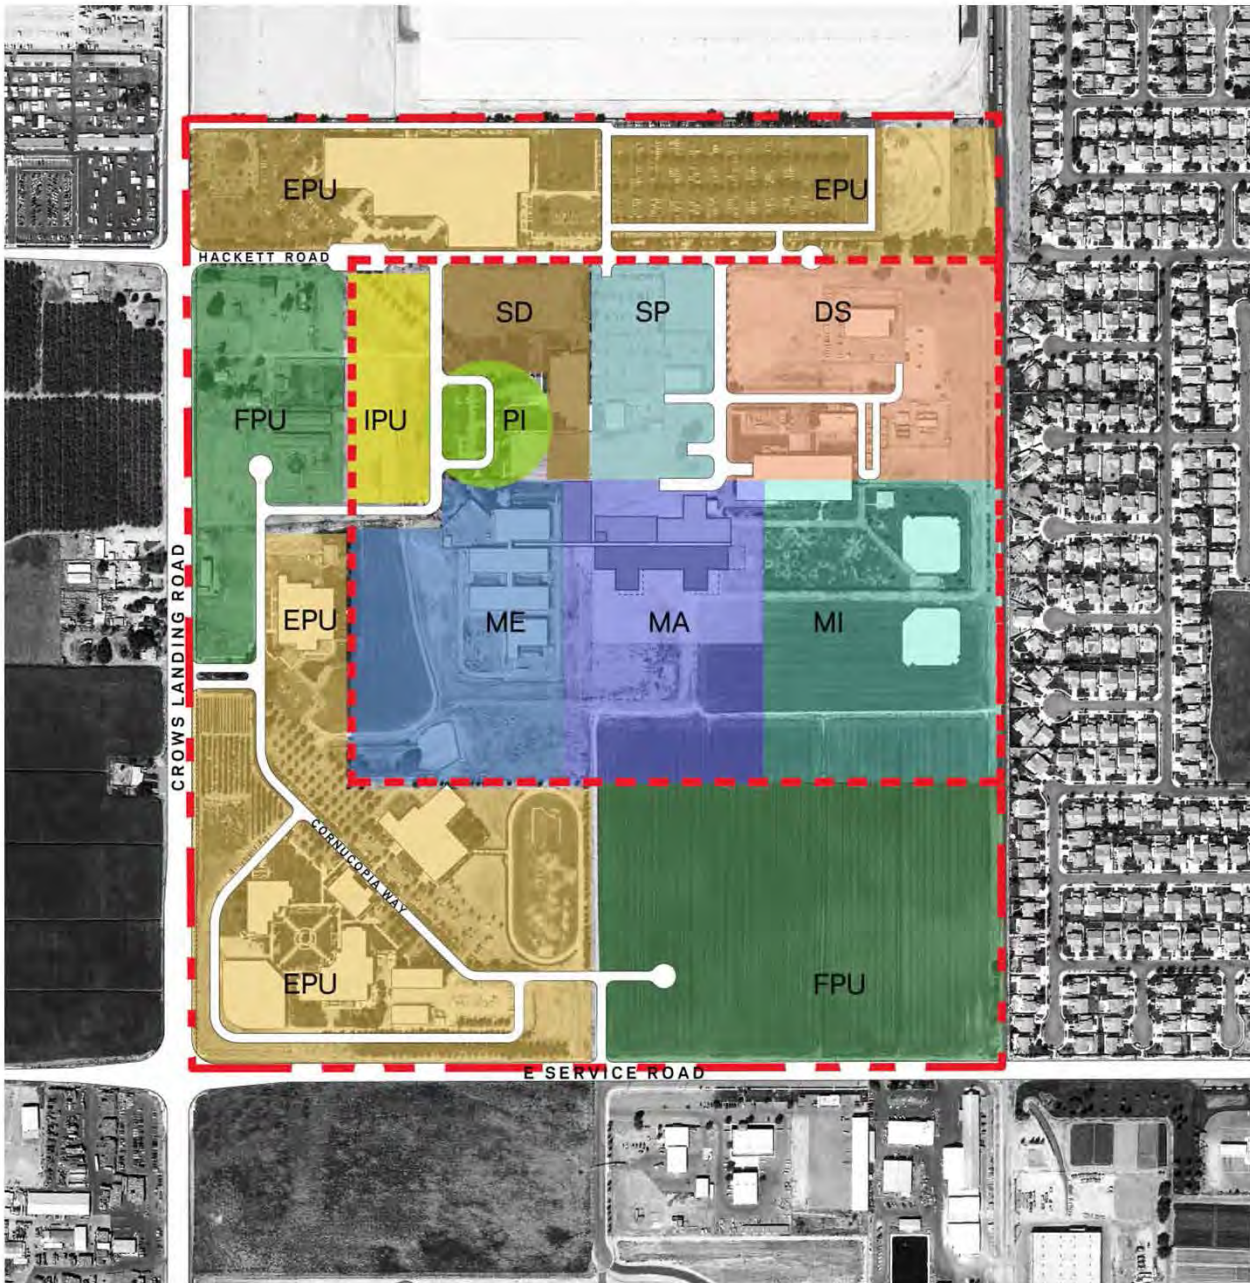 EPU
EPU
HACKETT ROAD
SD
SP
DS
FPU
IPU
PI
CROWS LANDING ROAD
EPU
ME
MA
MI
CORNUCOPIA WAY
EPU
FPU
E SERVICE ROAD